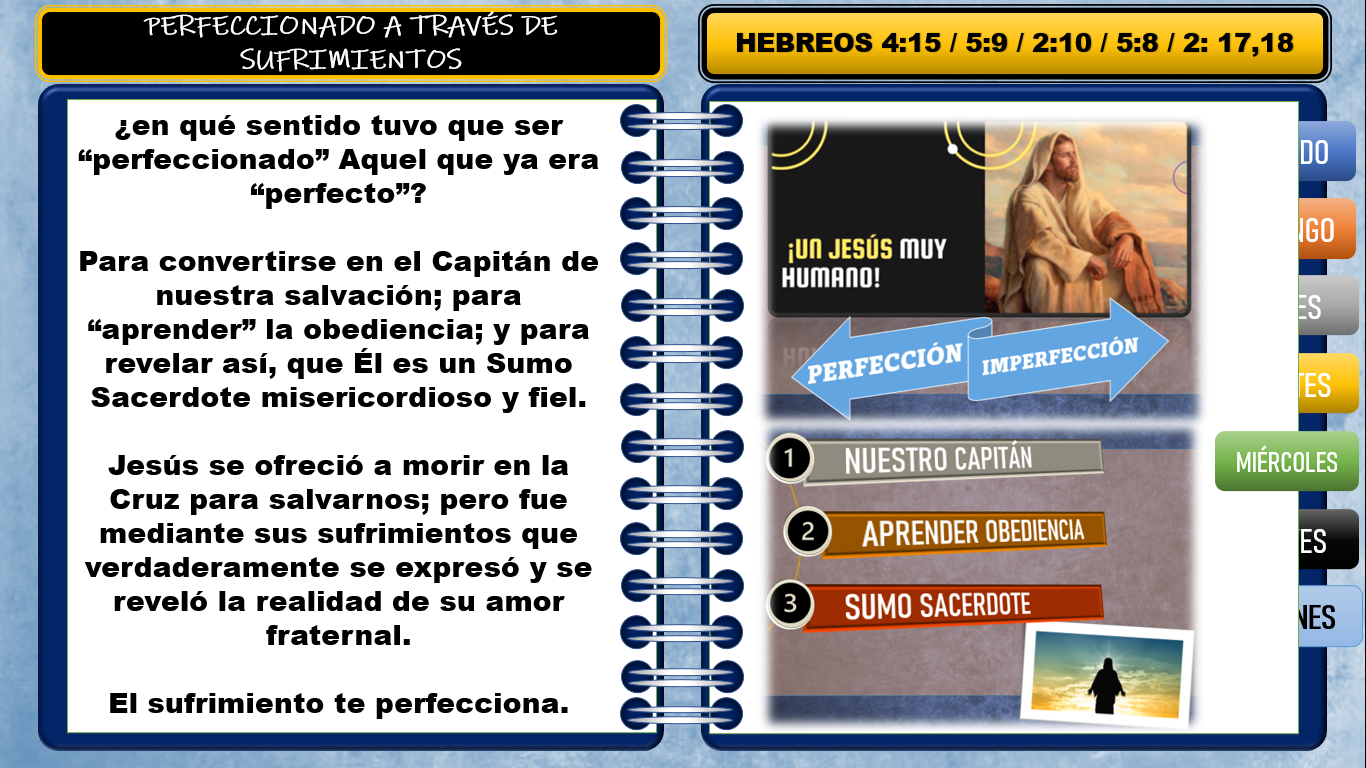 PERFECCIONADO A TRAVÉS DE
SUFRIMIENTOS
HEBREOS 4:15 / 5:9 / 2:10 / 5:8 / 2: 17,18
¿en qué sentido tuvo que ser
“perfeccionado” Aquel que ya era
“perfecto”?
Para convertirse en el Capitán de
nuestra salvación; para
“aprender” la obediencia; y para
revelar así, que Él es un Sumo
Sacerdote misericordioso y fiel.
Jesús se ofreció a morir en la
Cruz para salvarnos; pero fue
mediante sus sufrimientos que
verdaderamente se expresó y se
reveló la realidad de su amor
fraternal.
El sufrimiento te perfecciona.
¡UN JESÚS MUY
HUMANO!
PERFECCIÓN
IMPERFECCIÓN
1 NUESTRO CAPITÁN
2 APRENDER OBEDIENCIA
3 SUMO SACERDOTE
DO
NGO
ES
TES
MIÉRCOLES
ES
NES